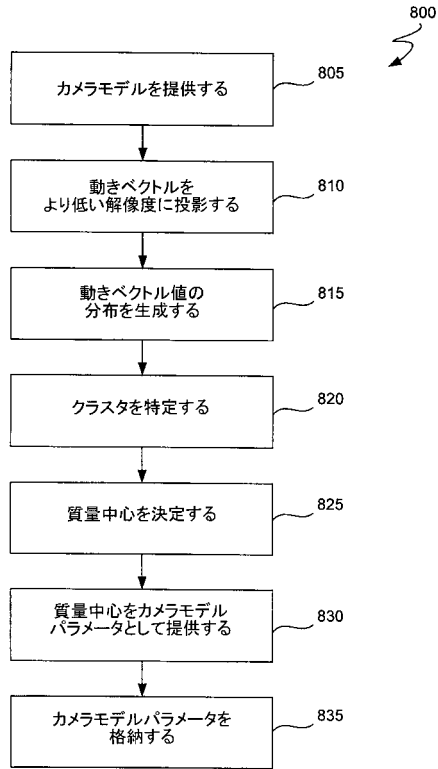 800
カメラモデルを提供する
805
動きベクトルを
より低い解像度に投影する
810
動きベクトル値の
分布を生成する
815
クラスタを特定する
820
質量中心を決定する
825
質量中心をカメラモデル
パラメータとして提供する
830
カメラモデルパラメータを
格納する
835